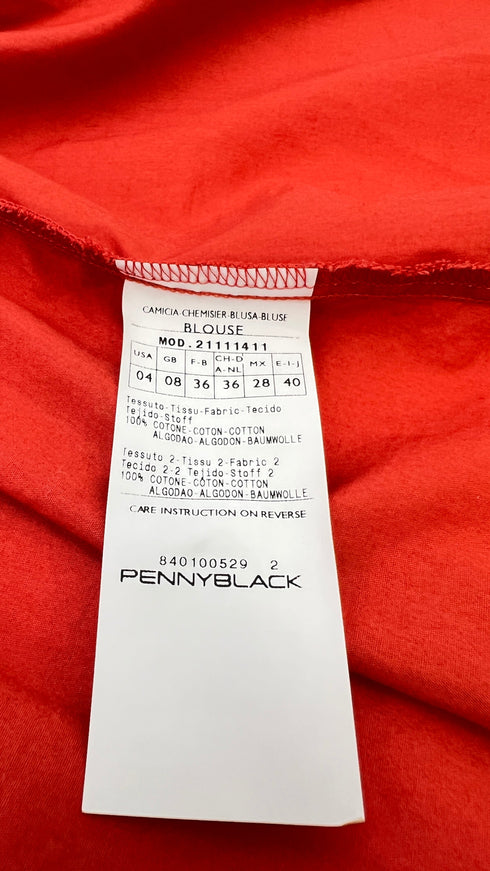 CAMICIA-CHEMISIER-BLUSA-BLUSE
BLOUSE
MOD. 21111411
USA GB F-B CH-D A-NL MX E-I-J
04 08 36 36 28 40
Tessuto-Tissu-Fabric-Tecido
Tejido-Stoff
100% COTONE-COTON-COTTON
ALGODAO-ALGODON-BAUMWOLLE
Tessuto 2-Tissu 2-Fabric 2
Tecido 2-2 Tejido-Stoff 2
100% COTONE-COTON-COTTON
ALGODAO-ALGODON-BAUMWOLLE
CARE INSTRUCTION ON REVERSE
840100529 2
PENNYBLACK